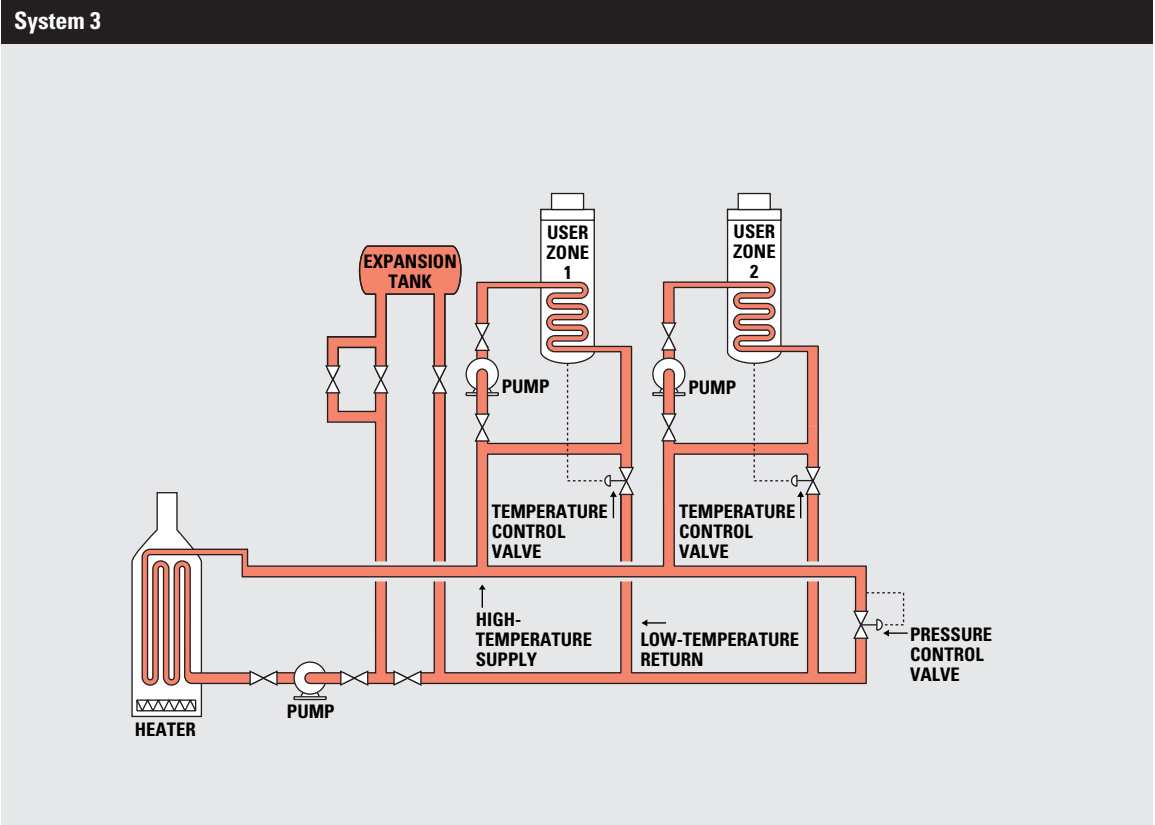 System 3
USER
ZONE
1
USER
ZONE
2
EXPANSION
TANK
PUMP
PUMP
TEMPERATURE
CONTROL
VALVE
TEMPERATURE
CONTROL
VALVE
HIGH-
TEMPERATURE
SUPPLY
LOW-TEMPERATURE
RETURN
PRESSURE
CONTROL
VALVE
PUMP
HEATER